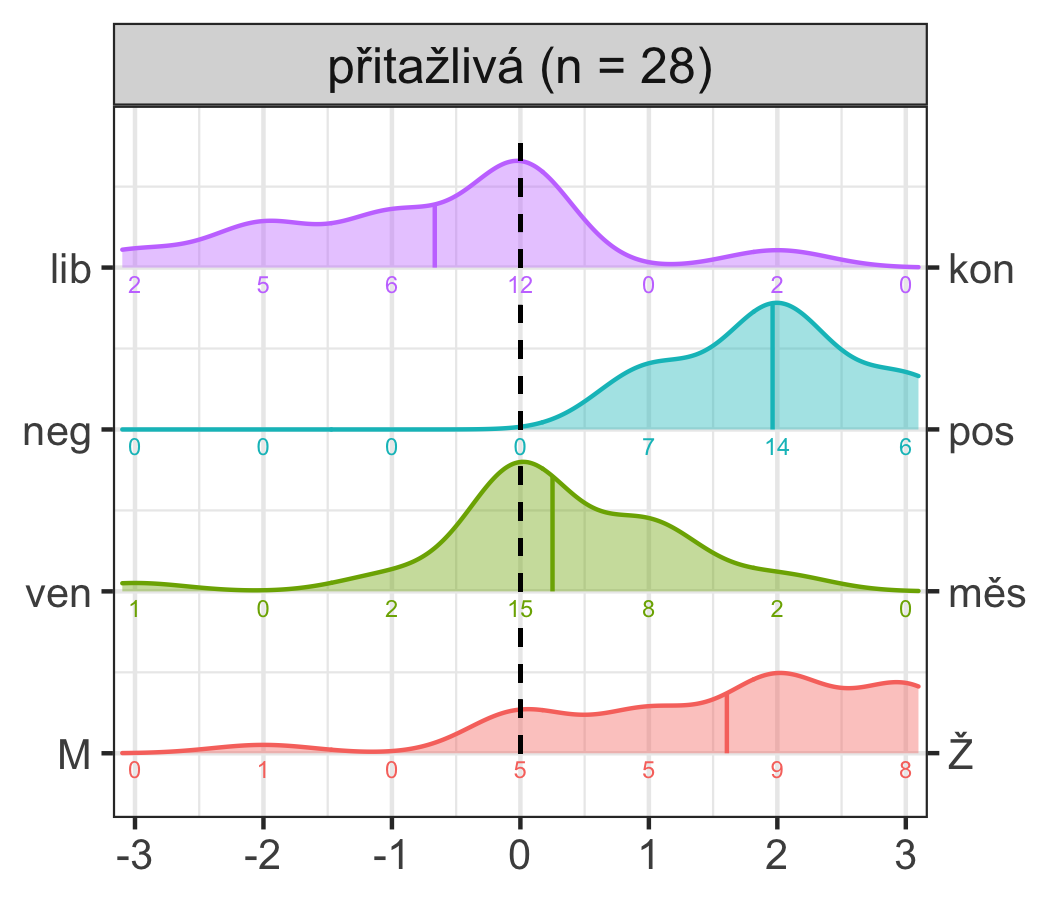 přitažlivá (n = 28)
lib kon
2 5 6 12 0 2 0
neg pos
0 0 0 0 7 14 6
ven měs
1 0 2 15 8 2 0
M Ž
0 1 0 5 5 9 8
-3 -2 -1 0 1 2 3